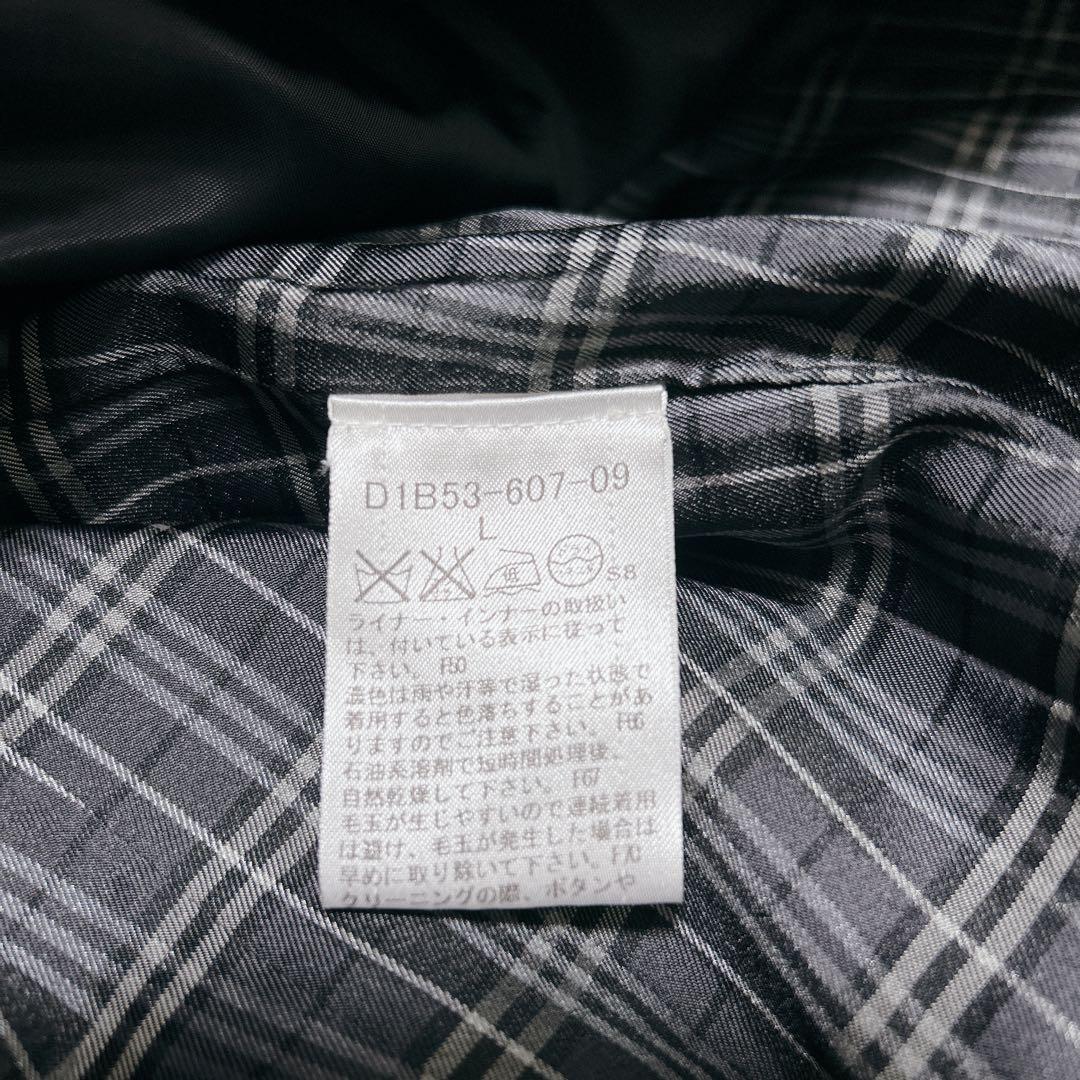 D1B53-607-09
L
低 ドライ S8
ライナー・インナーの取扱い
は、付いている表示に従って
下さい。F50
濃色は雨や汗等で湿った状態で
着用すると色落ちすることがあ
りますのでご注意下さい。F66
石油系溶剤で短時間処理後、
自然乾燥して下さい。F67
毛玉が生じやすいので連続着用
は避け、毛玉が発生した場合は
早めに取り除いて下さい。F70
クリーニングの際、ボタンや